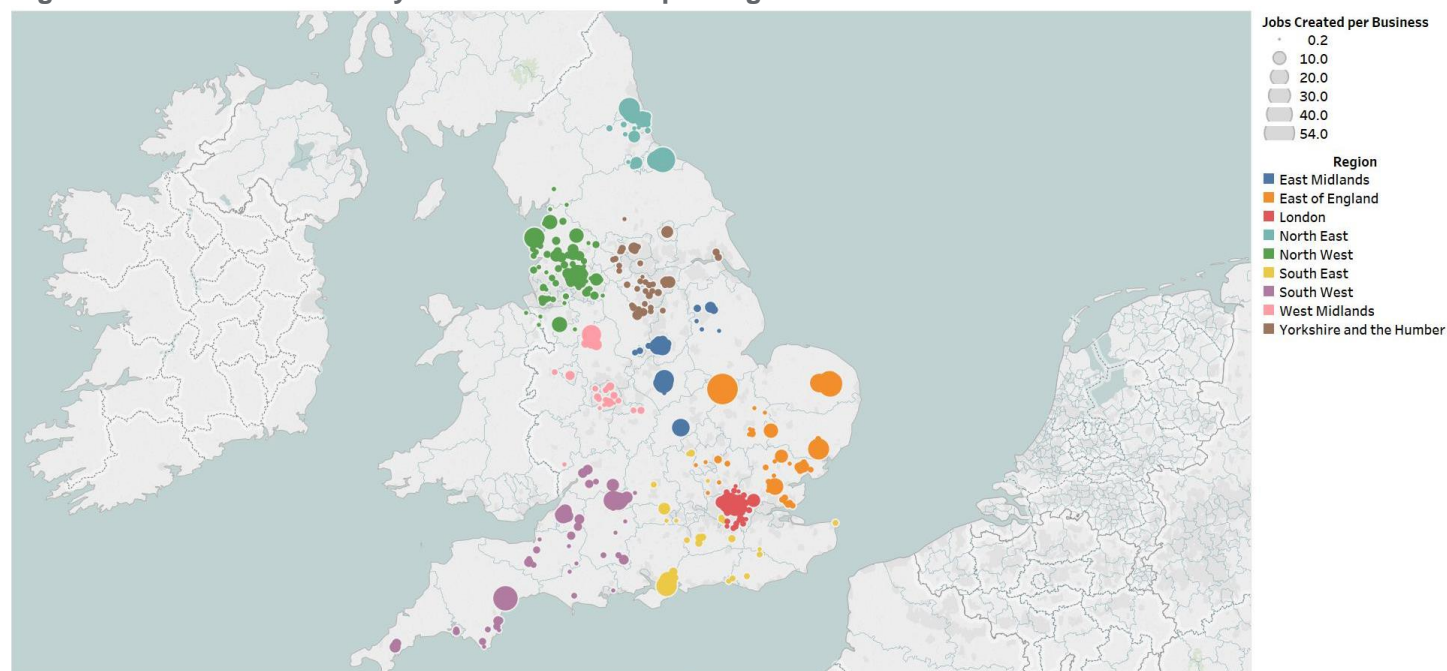 Jobs Created per Business
0.2
10.0
20.0
30.0
40.0
54.0
Region
East Midlands
East of England
London
North East
North West
South East
South West
West Midlands
Yorkshire and the Humber